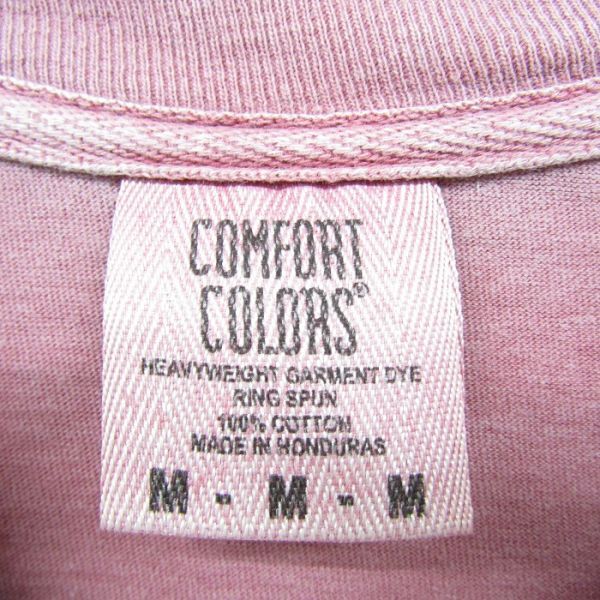 COMFORT
COLORS®
HEAVYWEIGHT GARMENT DYE
RING SPUN
100% COTTON
MADE IN HONDURAS
M - M - M